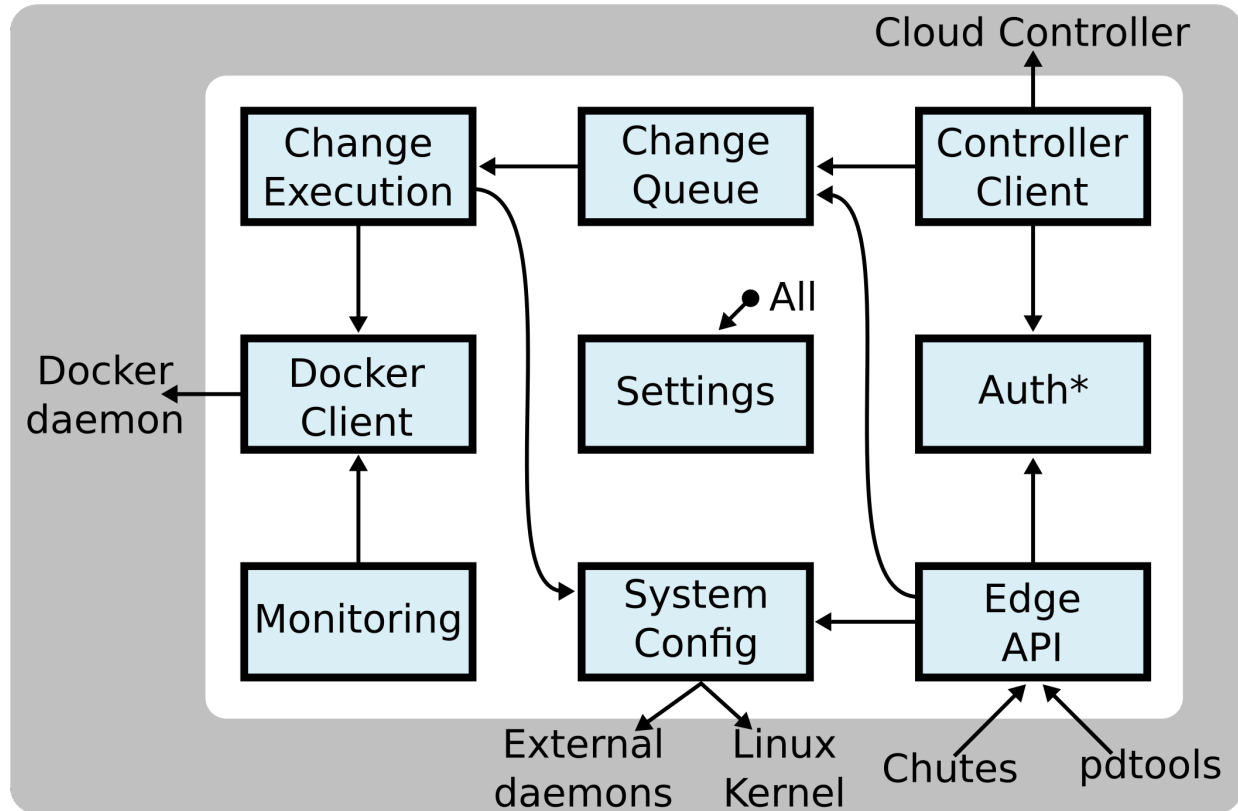 Cloud Controller
Change
Execution
Change
Queue
Controller
Client
All
Docker
daemon
Docker
Client
Settings
Auth*
Monitoring
System
Config
Edge
API
External
daemons
Linux
Kernel
Chutes
pdtools